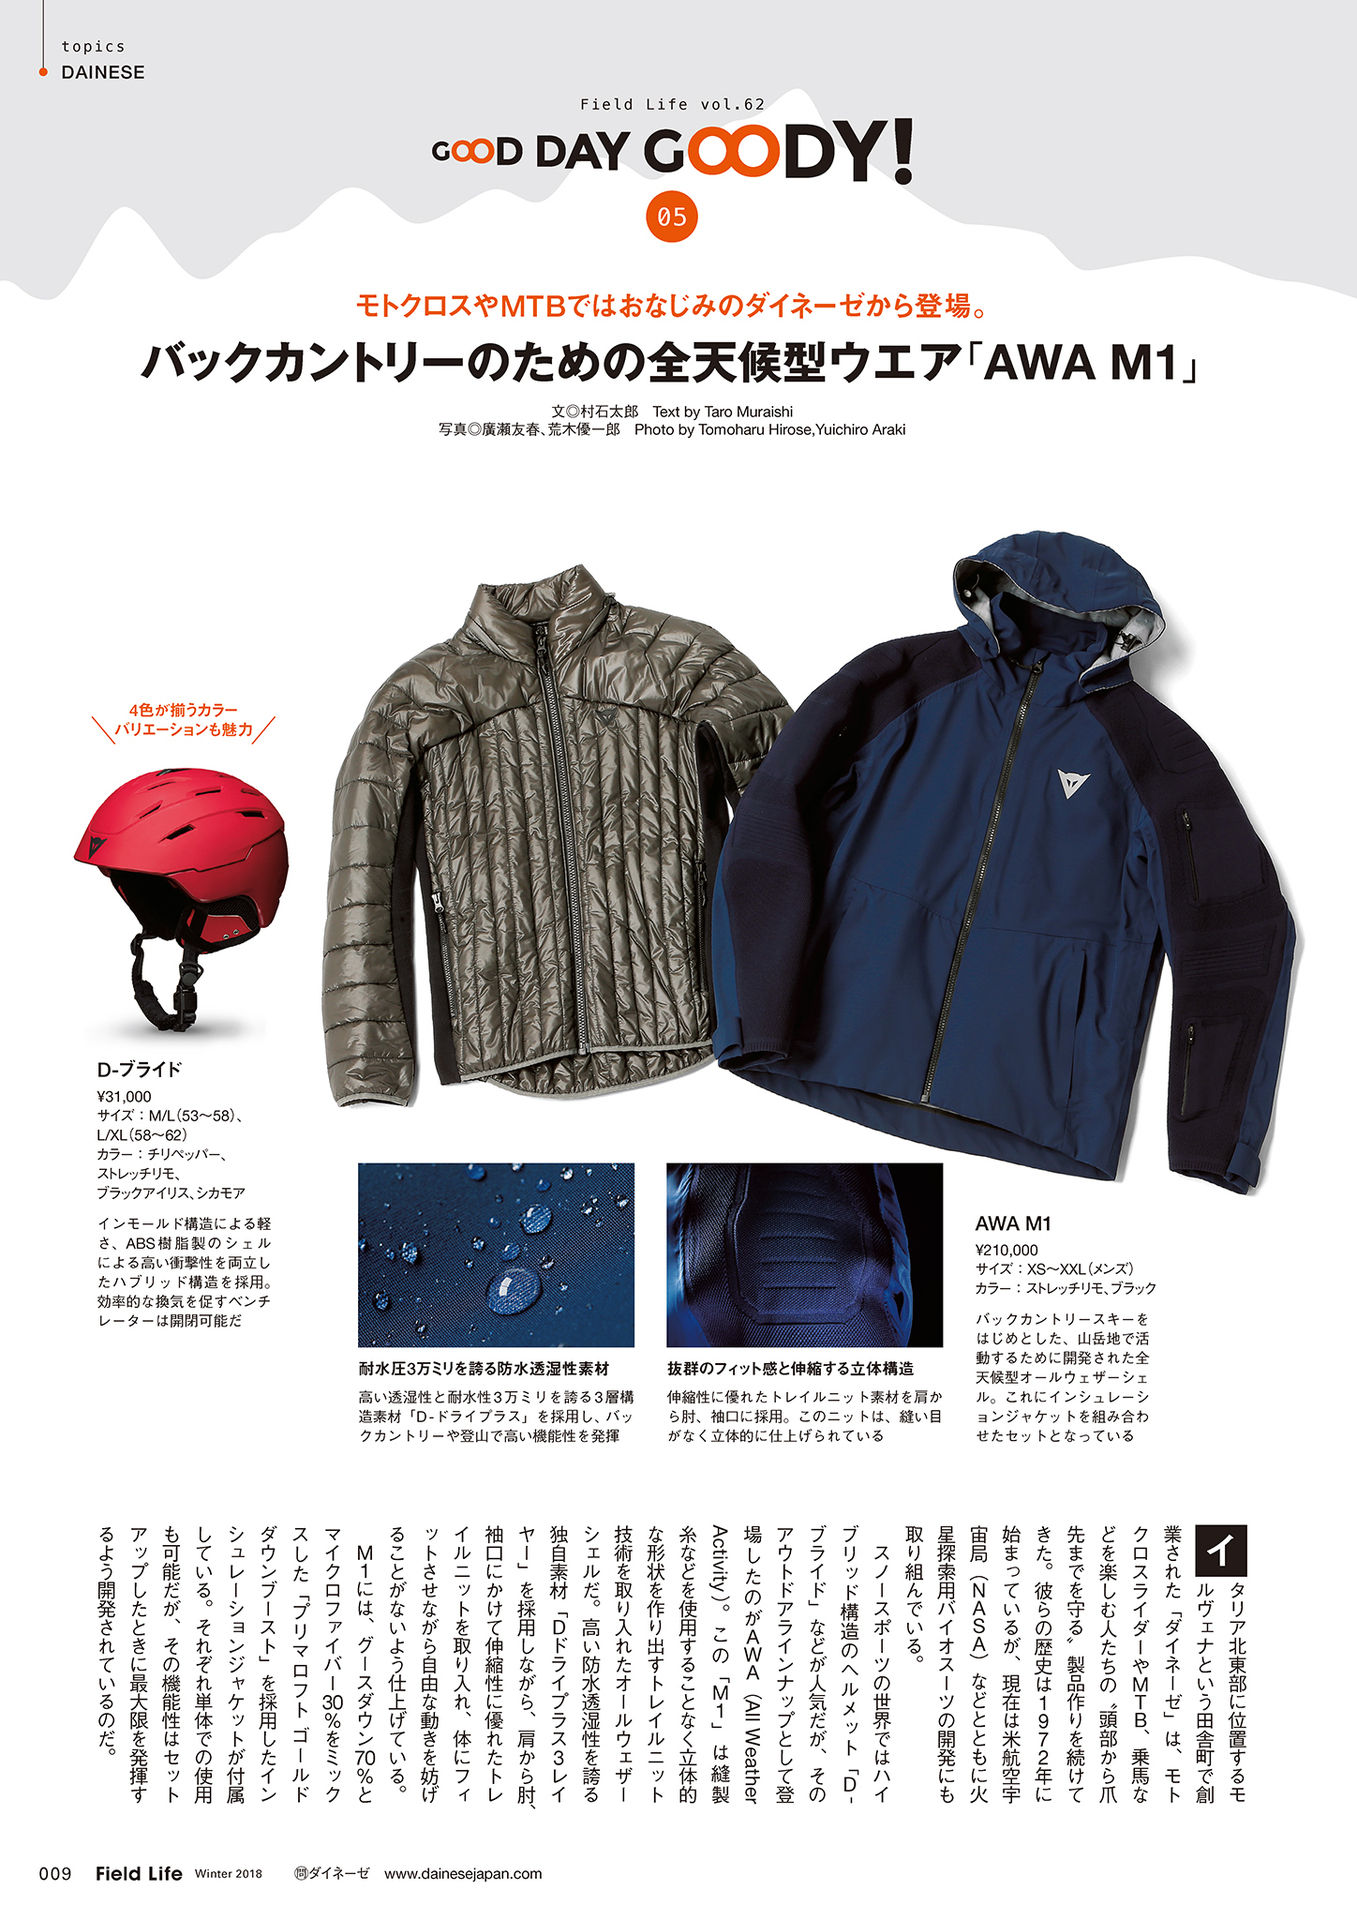 topics
DAINESE
Field Life vol.62
GOOD DAY GOODY!
05
モトクロスやMTBではおなじみのダイネーゼから登場。
バックカントリーのための全天候型ウエア「AWA M1」
文◎村石太郎　Text by Taro Muraishi
写真◎廣瀬友春、荒木優一郎　Photo by Tomoharu Hirose,Yuichiro Araki
4色が揃うカラー
バリエーションも魅力
D-ブライド
¥31,000
サイズ：M/L（53〜58）、
L/XL（58〜62）
カラー：チリペッパー、
ストレッチリモ、
ブラックアイリス、シカモア
インモールド構造による軽
さ、ABS樹脂製のシェル
による高い衝撃性を両立し
たハブリッド構造を採用。
効率的な換気を促すベンチ
レーターは開閉可能だ
耐水圧3万ミリを誇る防水透湿性素材
高い透湿性と耐水性3万ミリを誇る3層構
造素材「D-ドライプラス」を採用し、バッ
クカントリーや登山で高い機能性を発揮
抜群のフィット感と伸縮する立体構造
伸縮性に優れたトレイルニット素材を肩か
ら肘、袖口に採用。このニットは、縫い目
がなく立体的に仕上げられている
AWA M1
¥210,000
サイズ：XS〜XXL（メンズ）
カラー：ストレッチリモ、ブラック
バックカントリースキーを
はじめとした、山岳地で活
動するために開発された全
天候型オールウェザーシェ
ル。これにインシュレーシ
ョンジャケットを組み合わ
せたセットとなっている
イタリア北東部に位置するモ
ルヴェナという田舎町で創
業された「ダイネーゼ」は、モト
クロスライダーやMTB、乗馬な
どを楽しむ人たちの〝頭部から爪
先までを守る〟製品作りを続けて
きた。彼らの歴史は1972年に
始まっているが、現在は米航空宇
宙局（NASA）などとともに火
星探索用バイオスーツの開発にも
取り組んでいる。
スノースポーツの世界ではハイ
ブリッド構造のヘルメット「D-
ブライド」などが人気だが、その
アウトドアラインナップとして登
場したのがAWA（All Weather
Activity）。この「M1」は縫製
糸などを使用することなく立体的
な形状を作り出すトレイルニット
技術を取り入れたオールウェザー
シェルだ。高い防水透湿性を誇る
独自素材「Dドライプラス3レイ
ヤー」を採用しながら、肩から肘、
袖口にかけて伸縮性に優れたトレ
イルニットを取り入れ、体にフィ
ットさせながら自由な動きを妨げ
ることがないよう仕上げている。
M1には、グースダウン70%と
マイクロファイバー30%をミック
スした「プリマロフト ゴールド
ダウンブースト」を採用したイン
シュレーションジャケットが付属
している。それぞれ単体での使用
も可能だが、その機能性はセット
アップしたときに最大限を発揮す
るよう開発されているのだ。
009 Field Life Winter 2018 ㉄ダイネーゼ www.dainesejapan.com